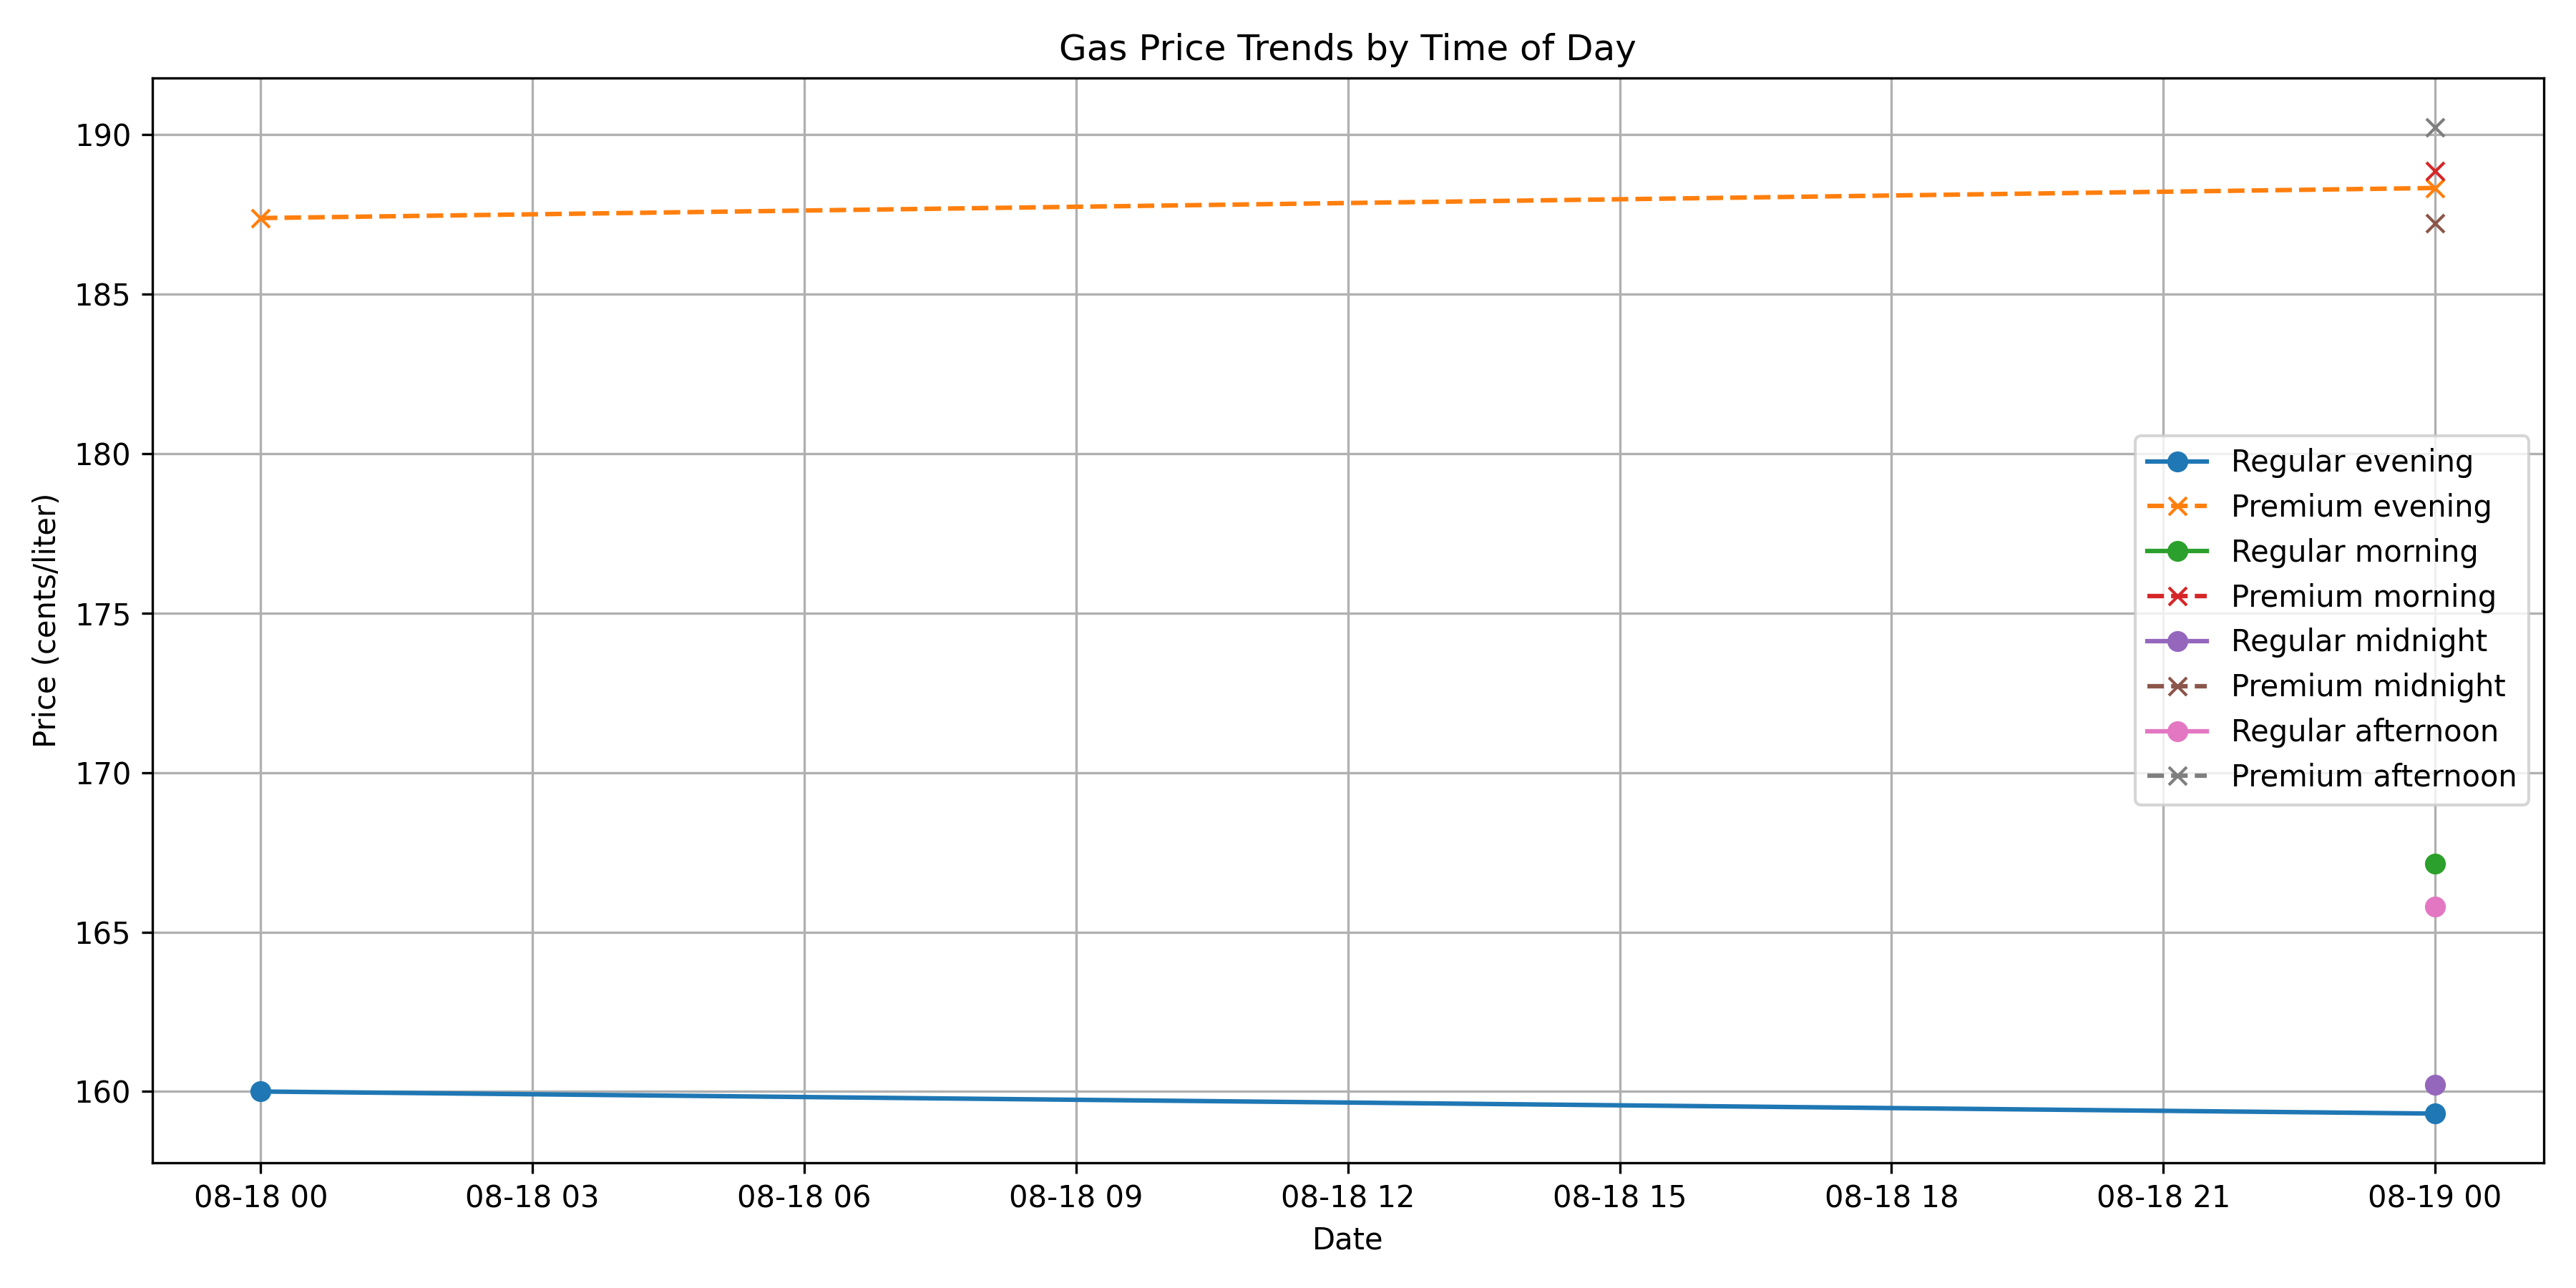 Gas Price Trends by Time of Day
Price (cents/liter)
190
185
180
175
170
165
160
Regular evening
Premium evening
Regular morning
Premium morning
Regular midnight
Premium midnight
Regular afternoon
Premium afternoon
08-18 00 08-18 03 08-18 06 08-18 09 08-18 12 08-18 15 08-18 18 08-18 21 08-19 00
Date